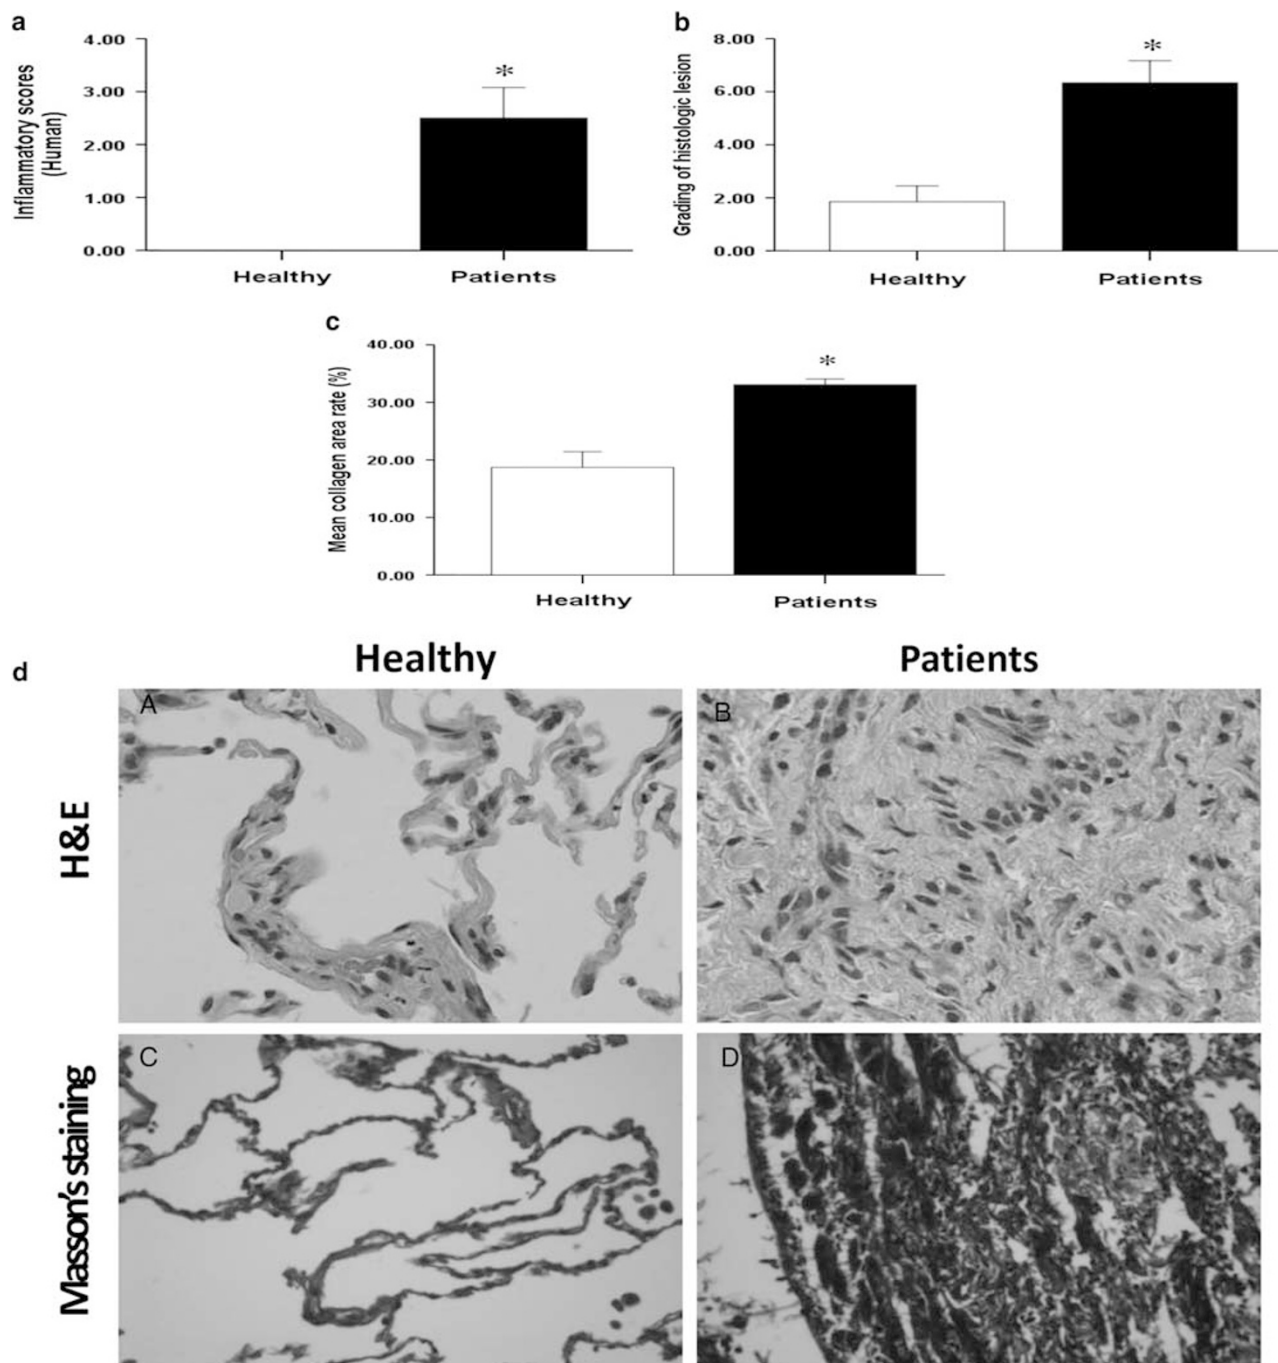 a
4.00
3.00
2.00
1.00
0.00
Inflammatory scores
(Human)
*
Healthy Patients
b
8.00
6.00
4.00
2.00
0.00
Grading of histologic lesion
*
Healthy Patients
c
40.00
30.00
20.00
10.00
0.00
Mean collagen area rate (%)
*
Healthy Patients
d
Healthy Patients
H&E
A
B
Masson's staining
C
D